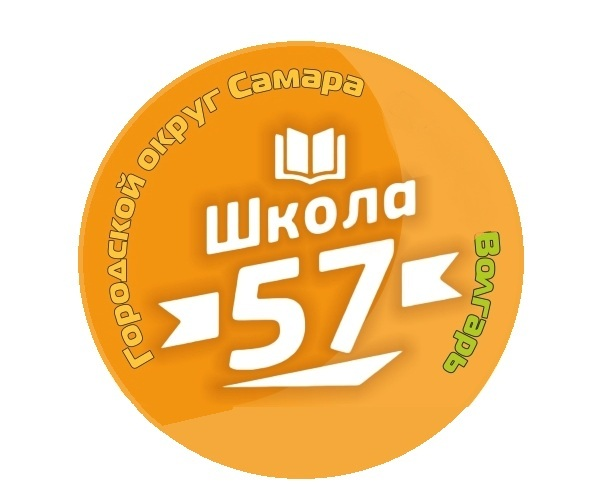 Городской округ Самара
Школа
57
Волгарь